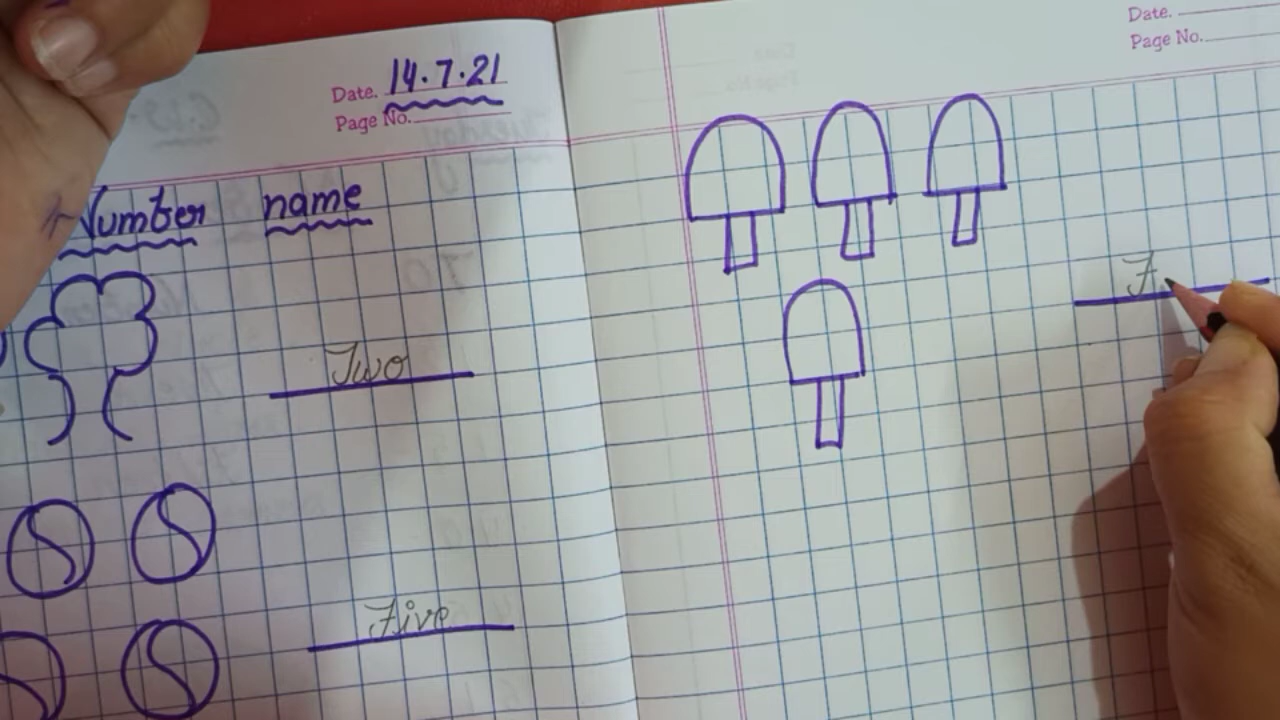 Date. 14.7.21
Page No.
Number name
Two
Five
Date.
Page No.
F